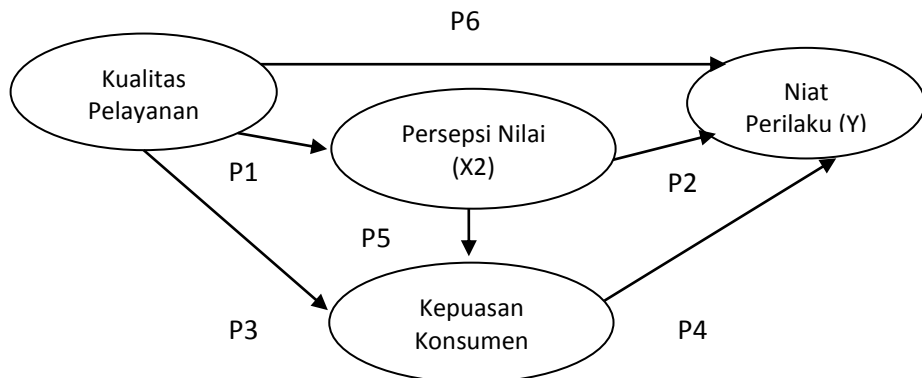 P6
Kualitas
Pelayanan
Niat
Perilaku (Y)
Persepsi Nilai
(X2)
P1
P2
P5
Kepuasan
Konsumen
P3
P4